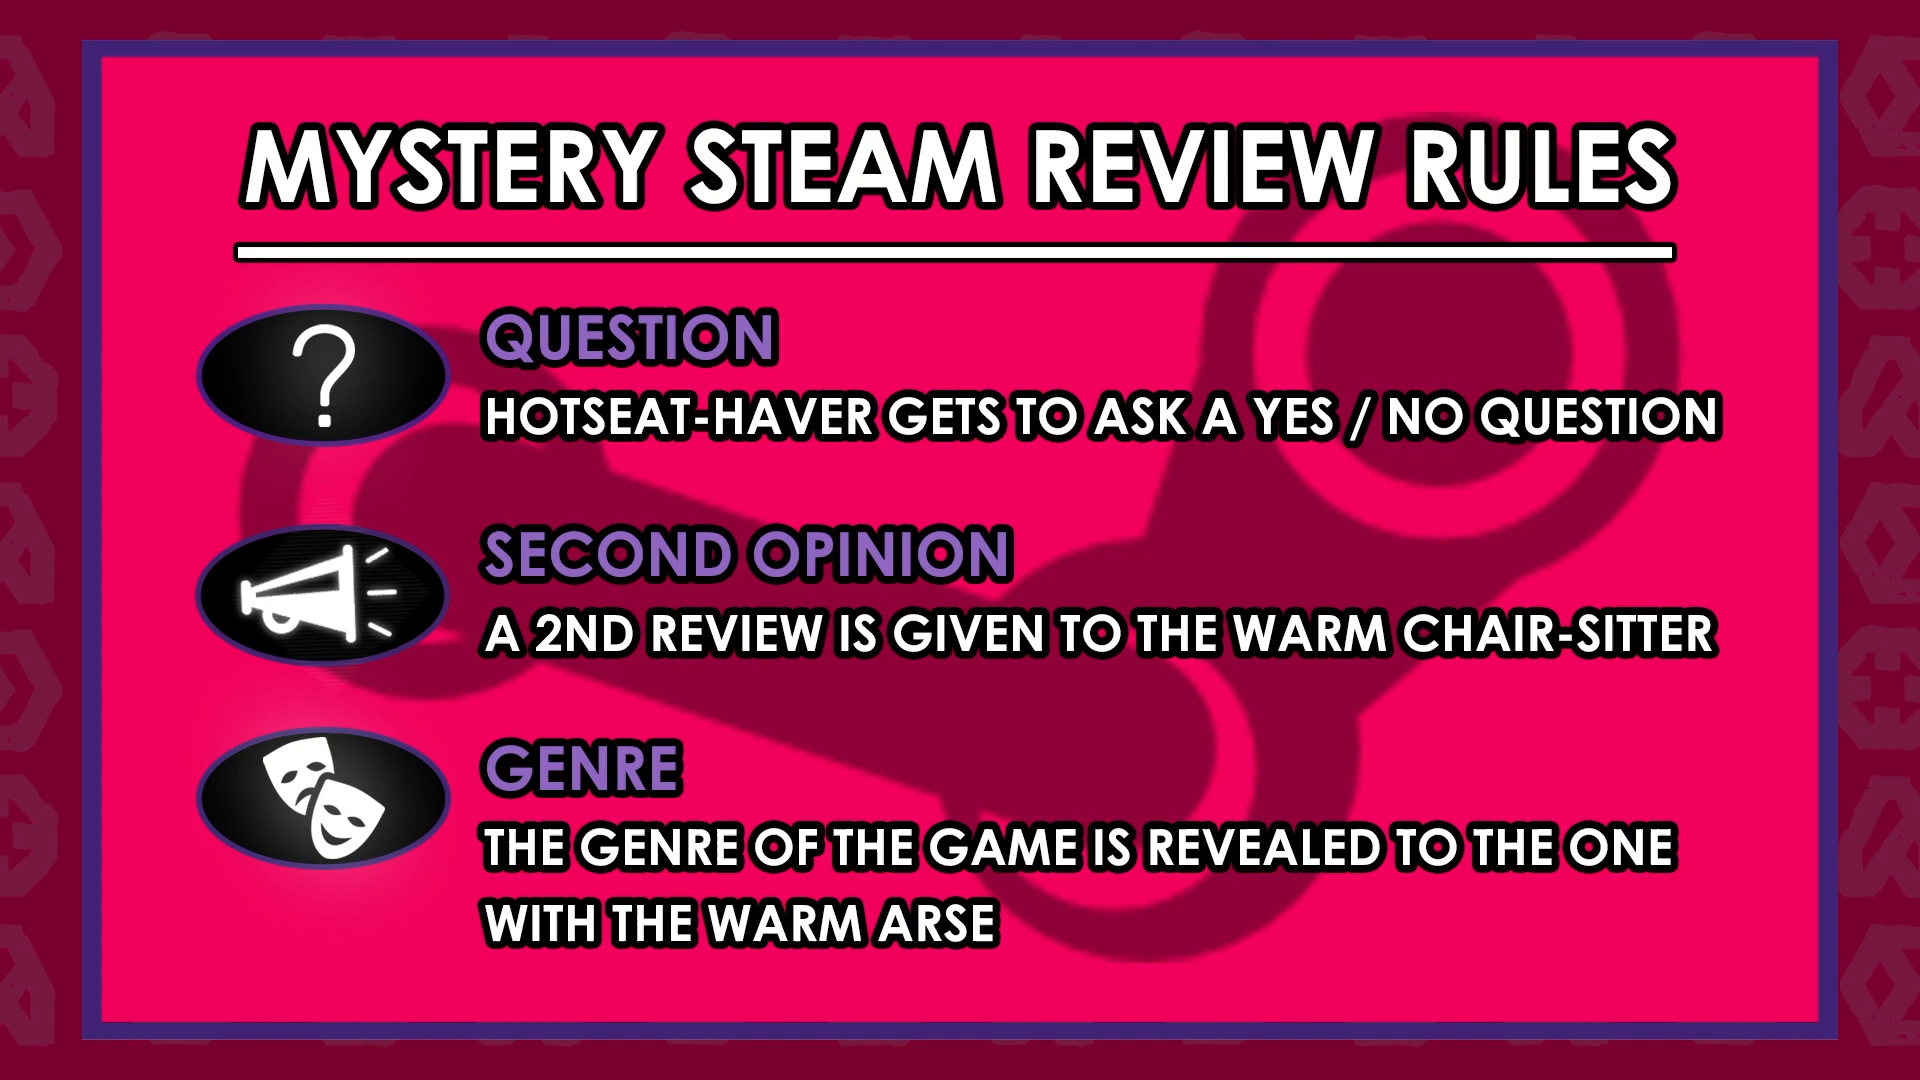 MYSTERY STEAM REVIEW RULES
?
QUESTION
HOTSEAT-HAVER GETS TO ASK A YES / NO QUESTION
SECOND OPINION
A 2ND REVIEW IS GIVEN TO THE WARM CHAIR-SITTER
GENRE
THE GENRE OF THE GAME IS REVEALED TO THE ONE
WITH THE WARM ARSE